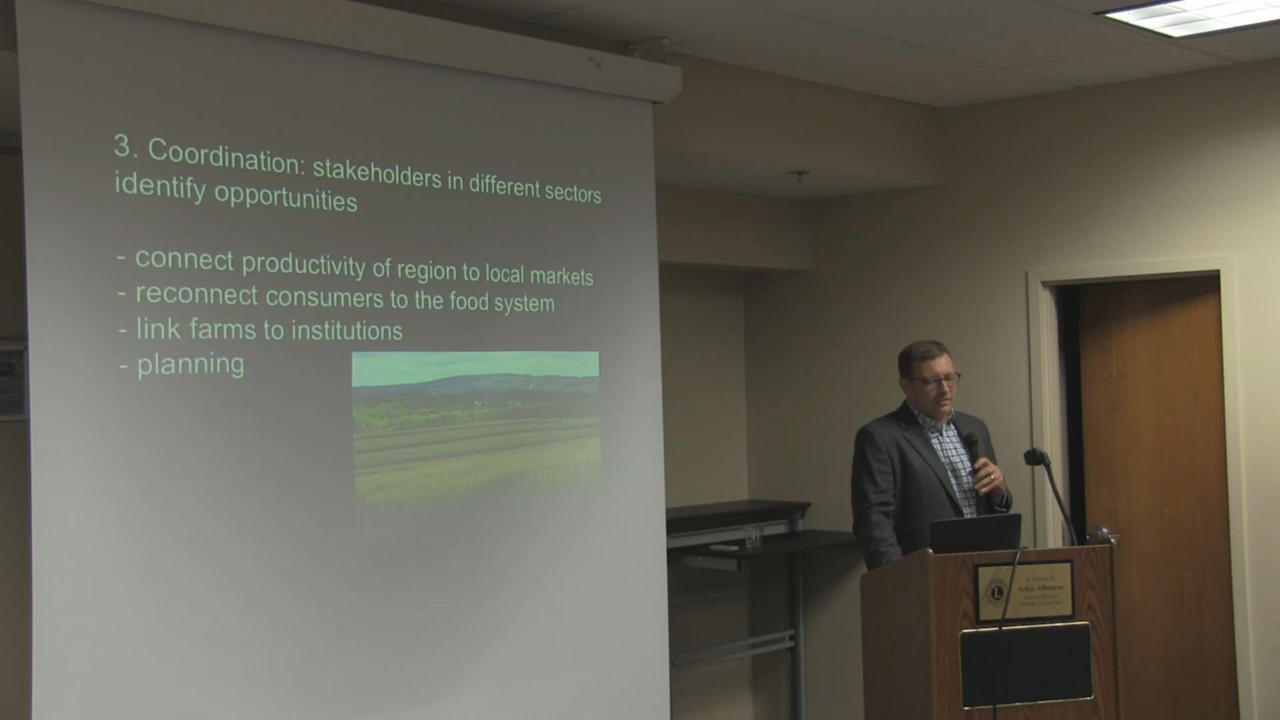 3. Coordination: stakeholders in different sectors
identify opportunities
- connect productivity of region to local markets
- reconnect consumers to the food system
- link farms to institutions
- planning
L